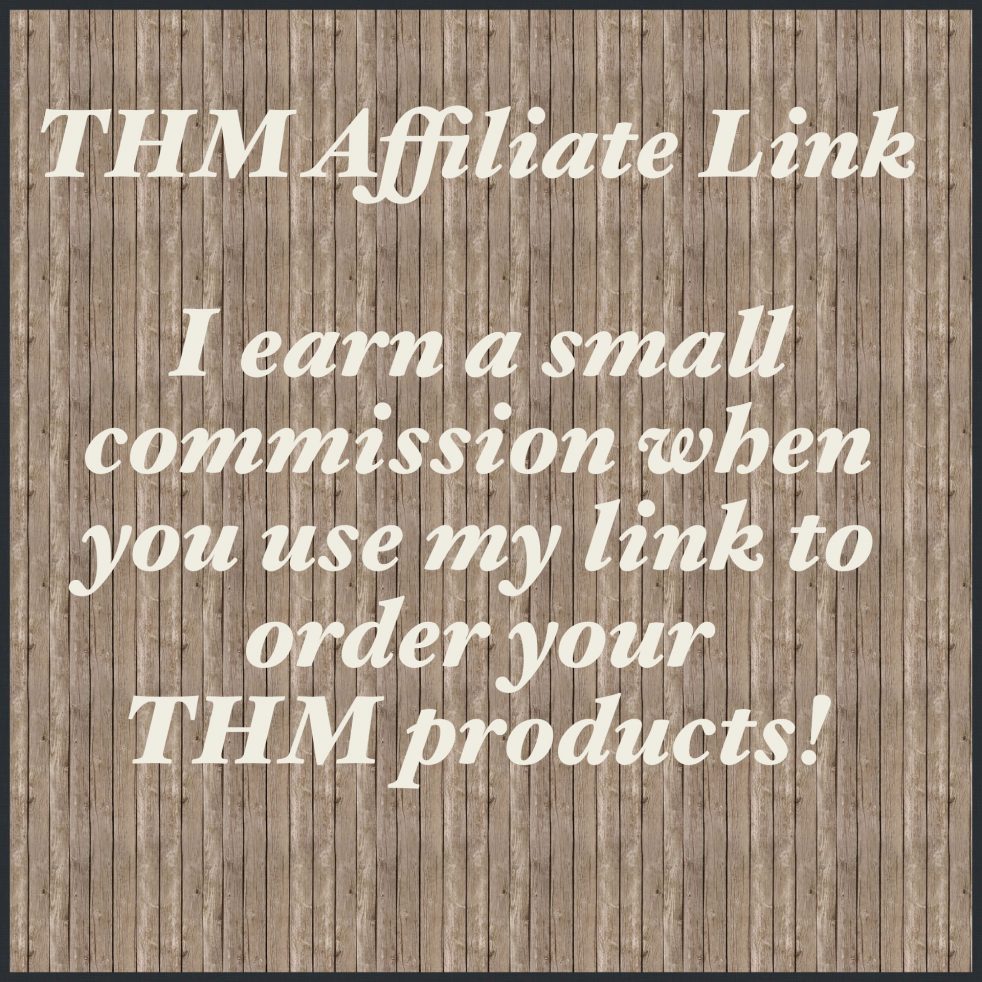 THM Affiliate Link
I earn a small
commission when
you use my link to
order your
THM products!